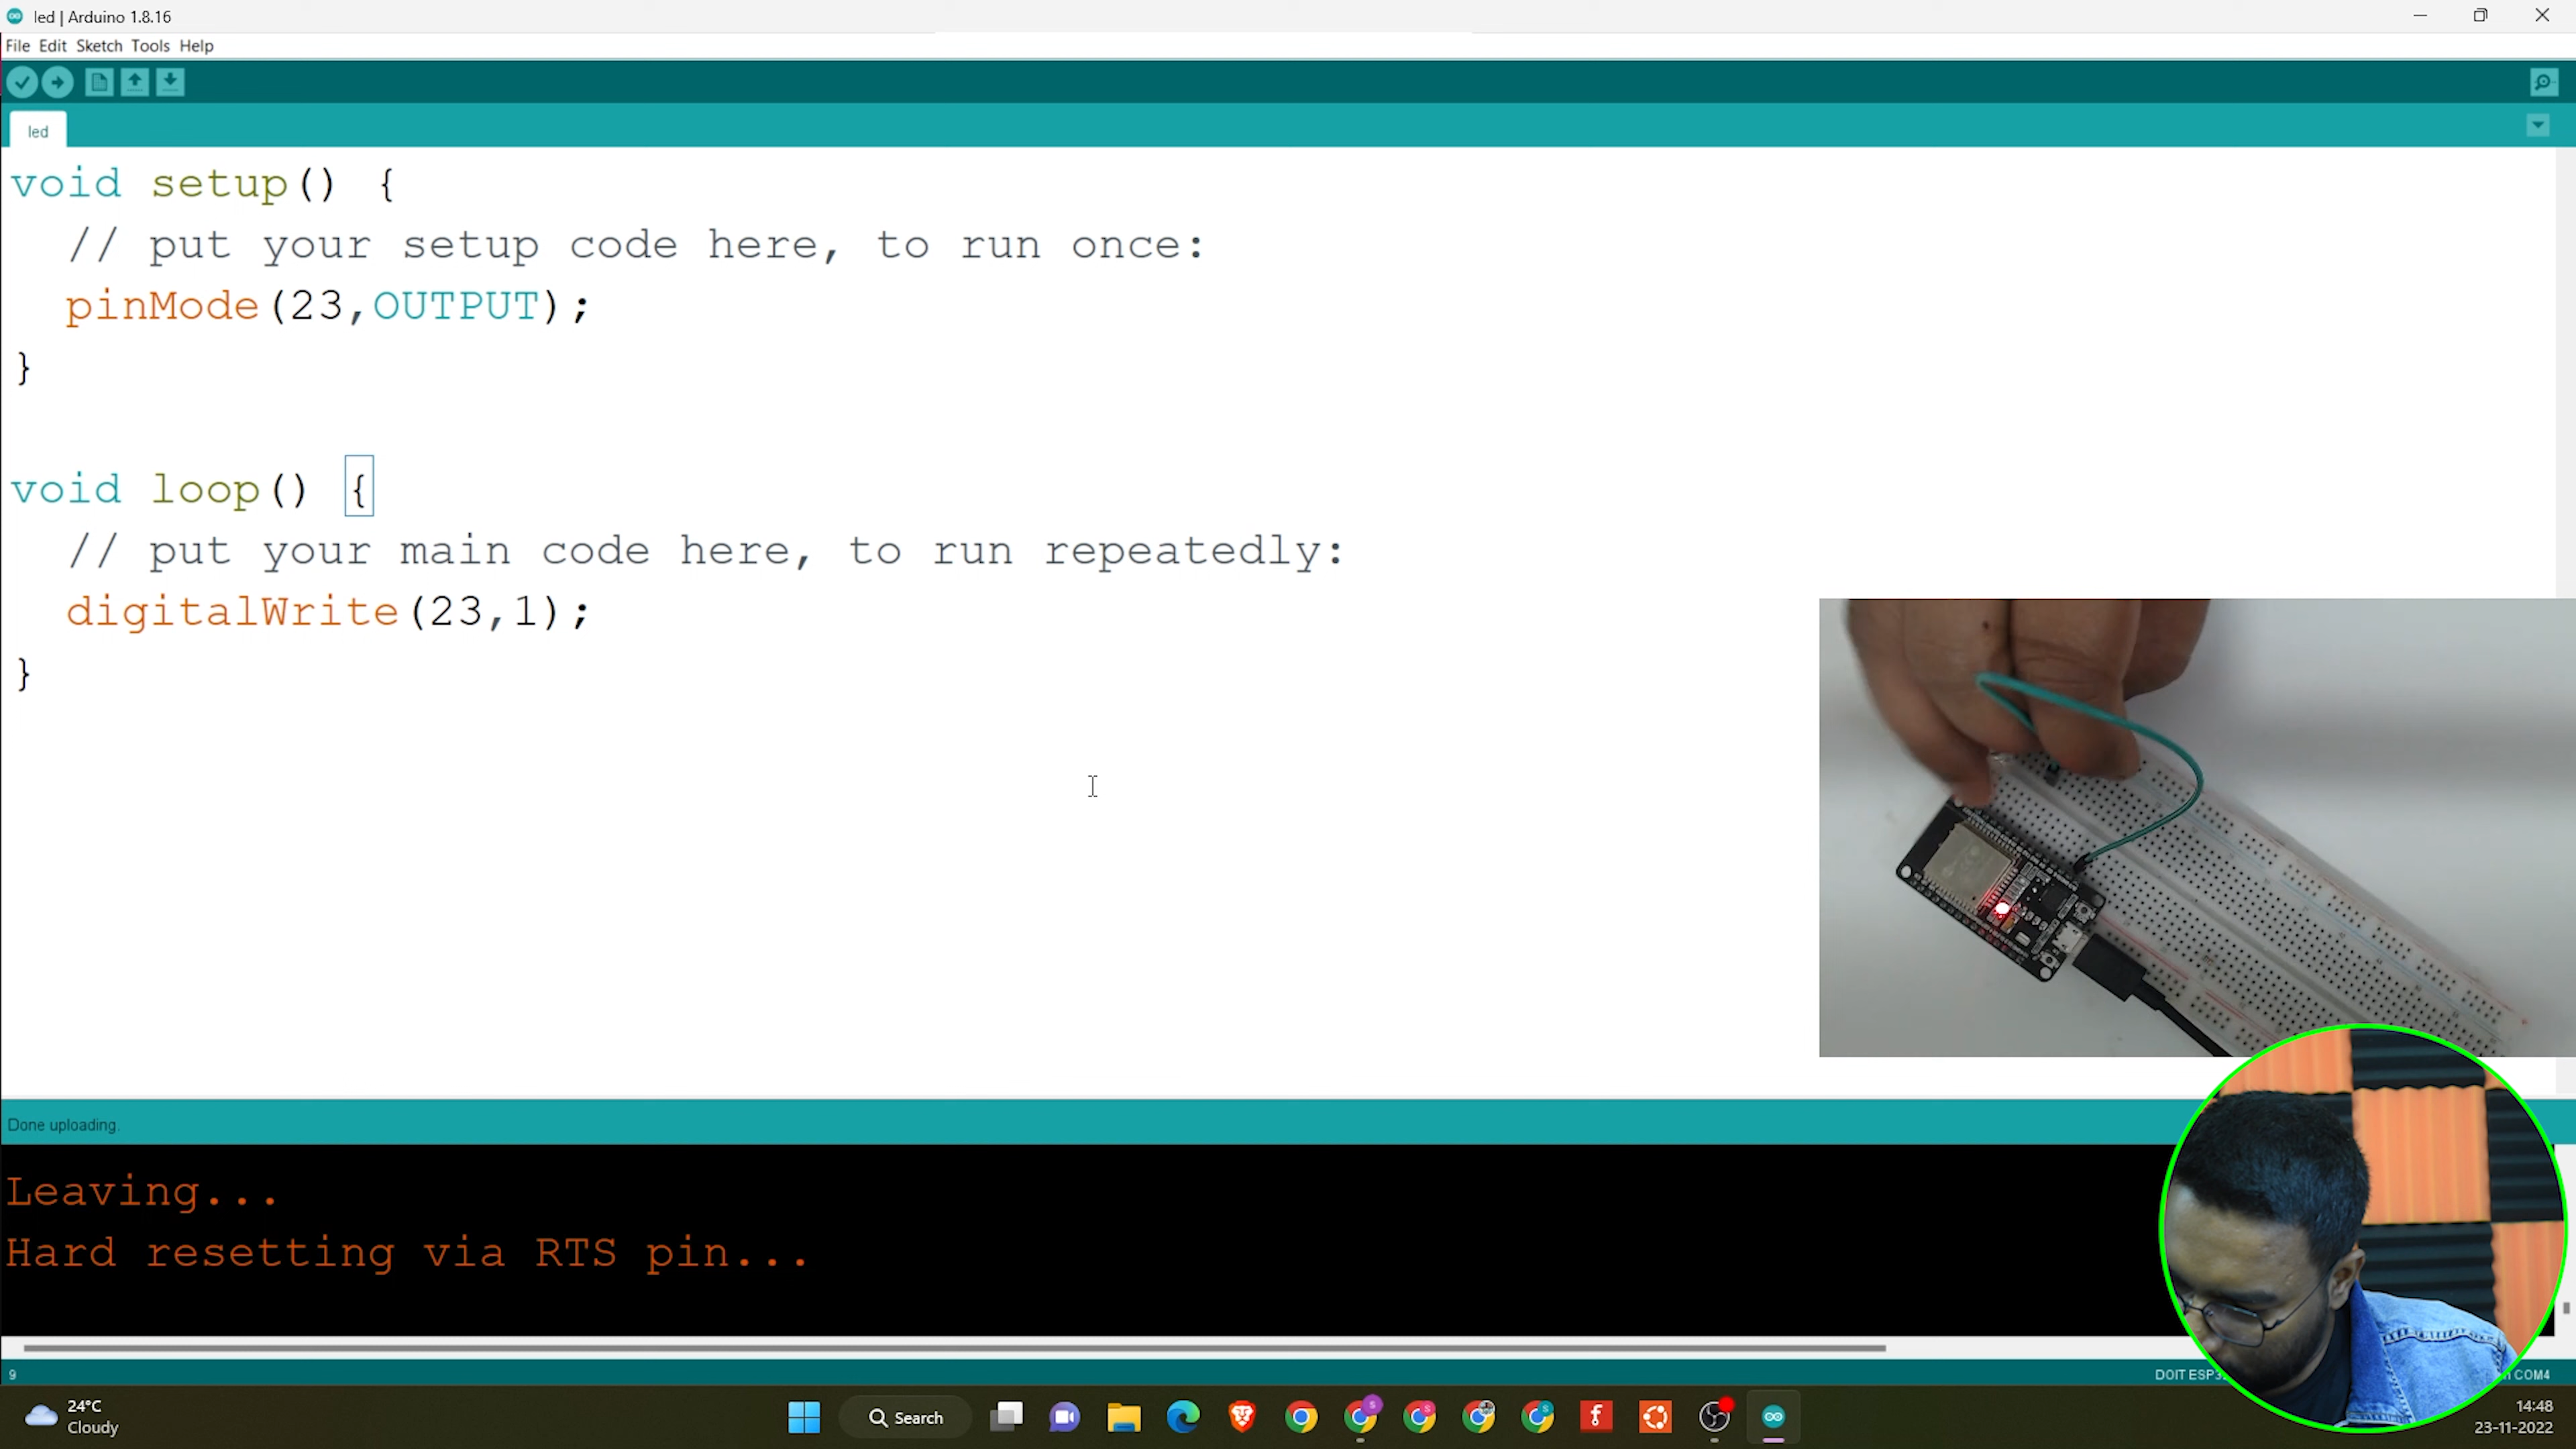 led | Arduino 1.8.16
File Edit Sketch Tools Help
led
void setup() {
// put your setup code here, to run once:
pinMode(23,OUTPUT);
}
void loop() {
// put your main code here, to run repeatedly:
digitalWrite(23,1);
}
Done uploading.
Leaving...
Hard resetting via RTS pin...
9
DOIT COM4
24°C
Cloudy
Search
14:48
23-11-2022